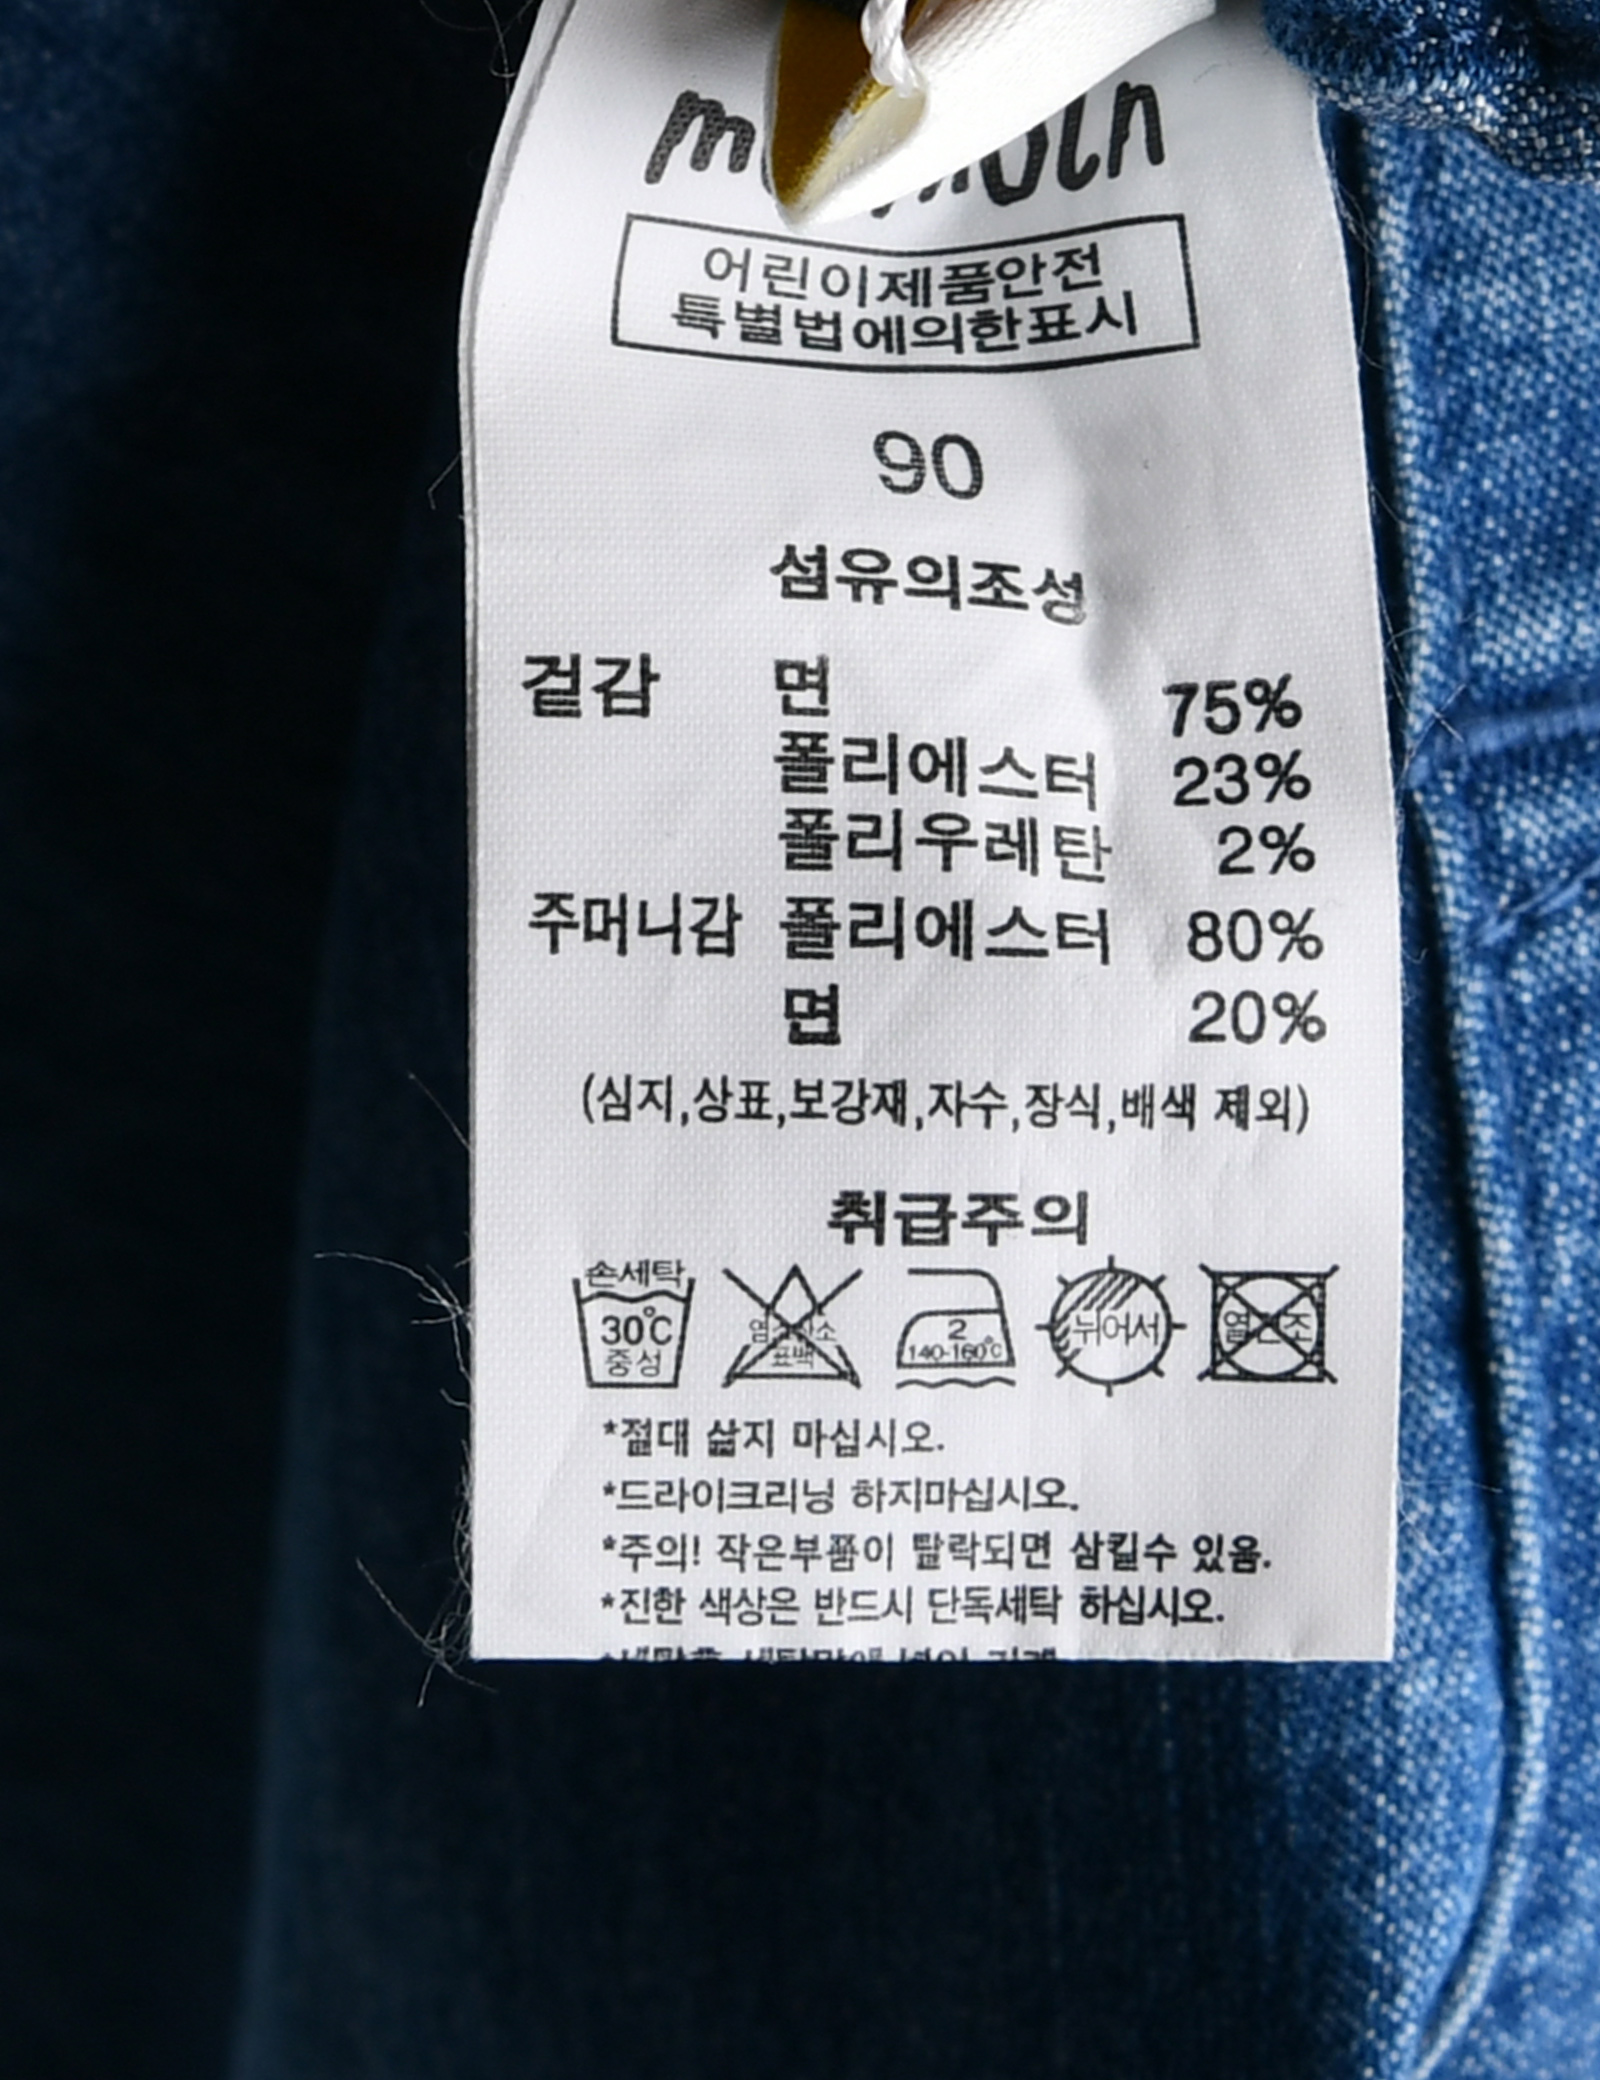 어린이제품안전
특별법에의한표시
90
섬유의조성
겉감 면 75%
폴리에스터 23%
폴리우레탄 2%
주머니감 폴리에스터 80%
면 20%
(심지,상표,보강재,자수,장식,배색 제외)
취급주의
손세탁
30℃
중성
표백
2
140-160℃
뉘어서
열건조
*절대 삶지 마십시오.
*드라이크리닝 하지마십시오.
*주의! 작은부품이 탈락되면 삼킬수 있음.
*진한 색상은 반드시 단독세탁 하십시오.